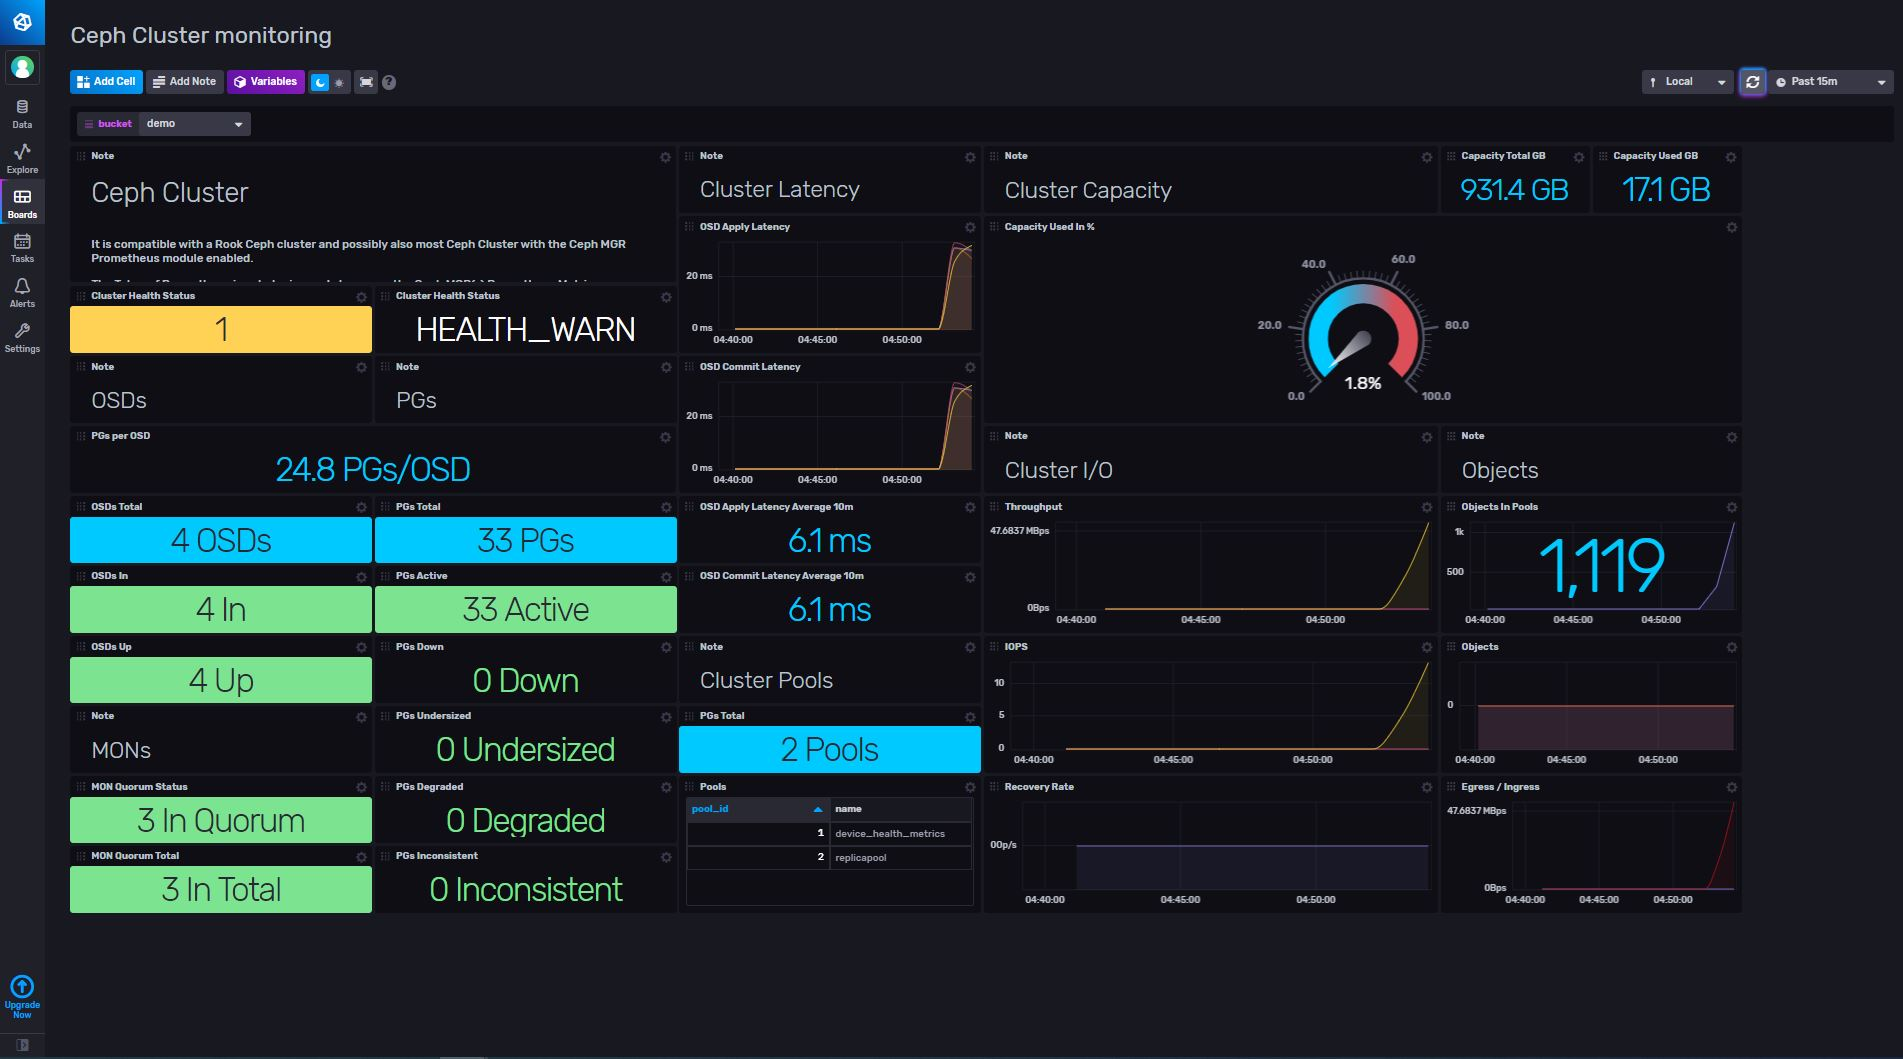 Ceph Cluster monitoring
Add Cell
Add Note
Variables
Local
Past 15m
Data
Explore
Boards
Tasks
Alerts
Settings
Upgrade
Now
bucket
demo
Note
Ceph Cluster
It is compatible with a Rook Ceph cluster and possibly also most Ceph Cluster with the Ceph MGR
Prometheus module enabled.
Note
Cluster Latency
Note
Cluster Capacity
Capacity Total GB
931.4 GB
Capacity Used GB
17.1 GB
OSD Apply Latency
20 ms
0 ms
04:40:00 04:45:00 04:50:00
Capacity Used In %
0.0
20.0
40.0
60.0
80.0
100.0
1.8%
Cluster Health Status
1
Cluster Health Status
HEALTH_WARN
Note
OSDs
Note
PGs
OSD Commit Latency
20 ms
0 ms
04:40:00 04:45:00 04:50:00
PGs per OSD
24.8 PGs/OSD
Note
Cluster I/O
Note
Objects
OSDs Total
4 OSDs
PGs Total
33 PGs
OSD Apply Latency Average 10m
6.1 ms
Throughput
47.6837 MBps
0Bps
04:40:00 04:45:00 04:50:00
Objects In Pools
1k
500
1,119
04:40:00 04:45:00 04:50:00
OSDs In
4 In
PGs Active
33 Active
OSD Commit Latency Average 10m
6.1 ms
OSDs Up
4 Up
PGs Down
0 Down
Note
Cluster Pools
IOPS
10
5
0
04:40:00 04:45:00 04:50:00
Objects
0
04:40:00 04:45:00 04:50:00
Note
MONs
PGs Undersized
0 Undersized
PGs Total
2 Pools
MON Quorum Status
3 In Quorum
PGs Degraded
0 Degraded
Pools
pool_id name
1 device_health_metrics
2 replicapool
Recovery Rate
00p/s
04:40:00 04:45:00 04:50:00
Egress / Ingress
47.6837 MBps
0Bps
04:40:00 04:45:00 04:50:00
MON Quorum Total
3 In Total
PGs Inconsistent
0 Inconsistent